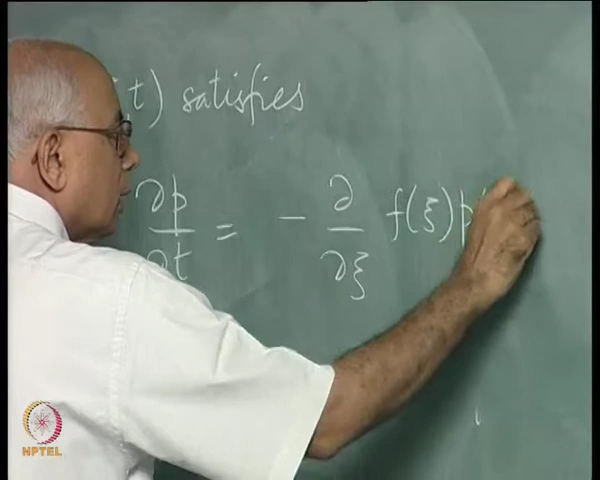 ,t) satisfies
∂p/∂t = − ∂/∂ξ f(ξ)p
NPTEL